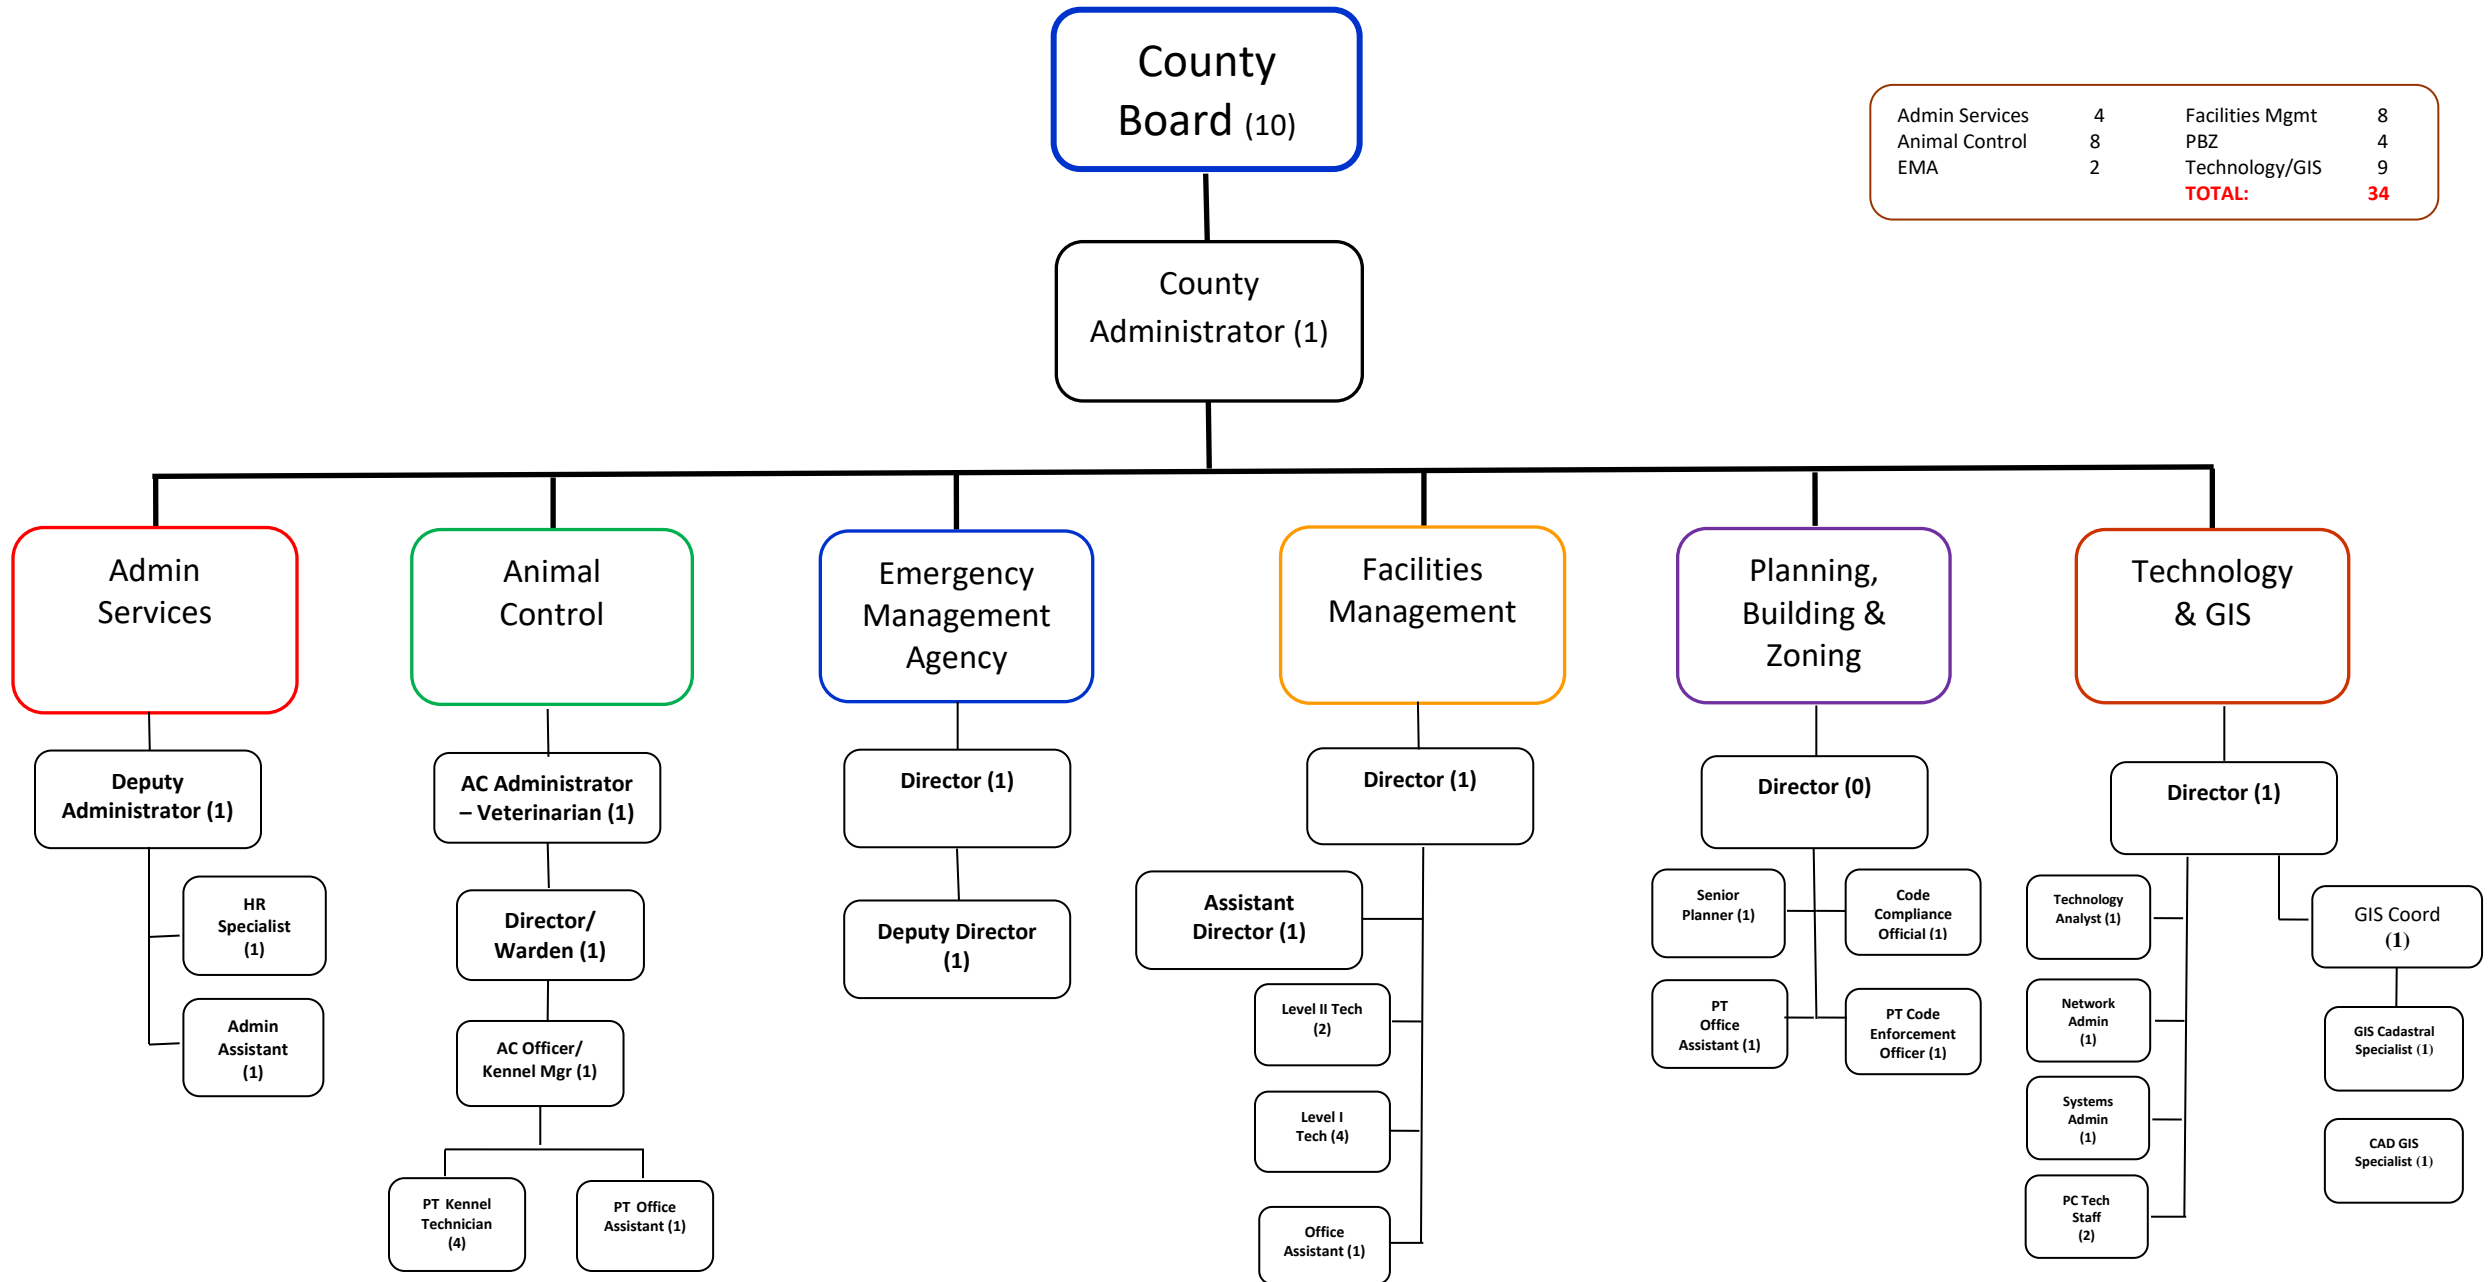 County
Board (10)
Admin Services 4 Facilities Mgmt 8
Animal Control 8 PBZ 4
EMA 2 Technology/GIS 9
TOTAL: 34
County
Administrator (1)
Admin
Services
Animal
Control
Emergency
Management
Agency
Facilities
Management
Planning,
Building &
Zoning
Technology
& GIS
Deputy
Administrator (1)
HR
Specialist
(1)
Admin
Assistant
(1)
AC Administrator
– Veterinarian (1)
Director/
Warden (1)
AC Officer/
Kennel Mgr (1)
PT Kennel
Technician
(4)
PT Office
Assistant (1)
Director (1)
Deputy Director
(1)
Director (1)
Assistant
Director (1)
Level II Tech
(2)
Level I
Tech (4)
Office
Assistant (1)
Director (0)
Senior
Planner (1)
Code
Compliance
Official (1)
PT
Office
Assistant (1)
PT Code
Enforcement
Officer (1)
Director (1)
Technology
Analyst (1)
Network
Admin
(1)
Systems
Admin
(1)
PC Tech
Staff
(2)
GIS Coord
(1)
GIS Cadastral
Specialist (1)
CAD GIS
Specialist (1)